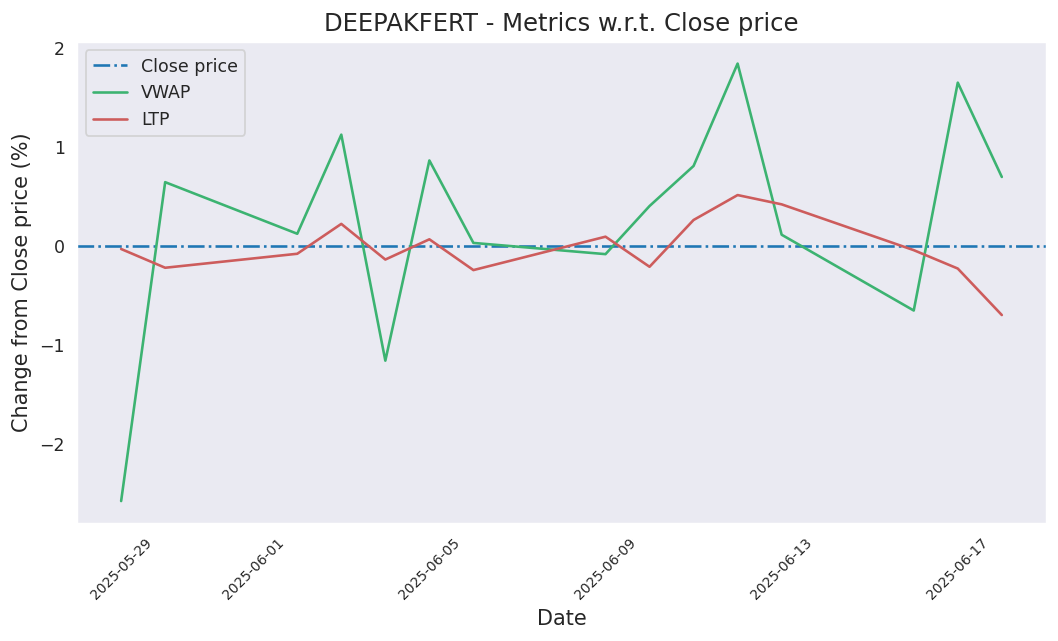 DEEPAKFERT - Metrics w.r.t. Close price
Close price
VWAP
LTP
Change from Close price (%)
2
1
0
−1
−2
2025-05-29
2025-06-01
2025-06-05
2025-06-09
2025-06-13
2025-06-17
Date